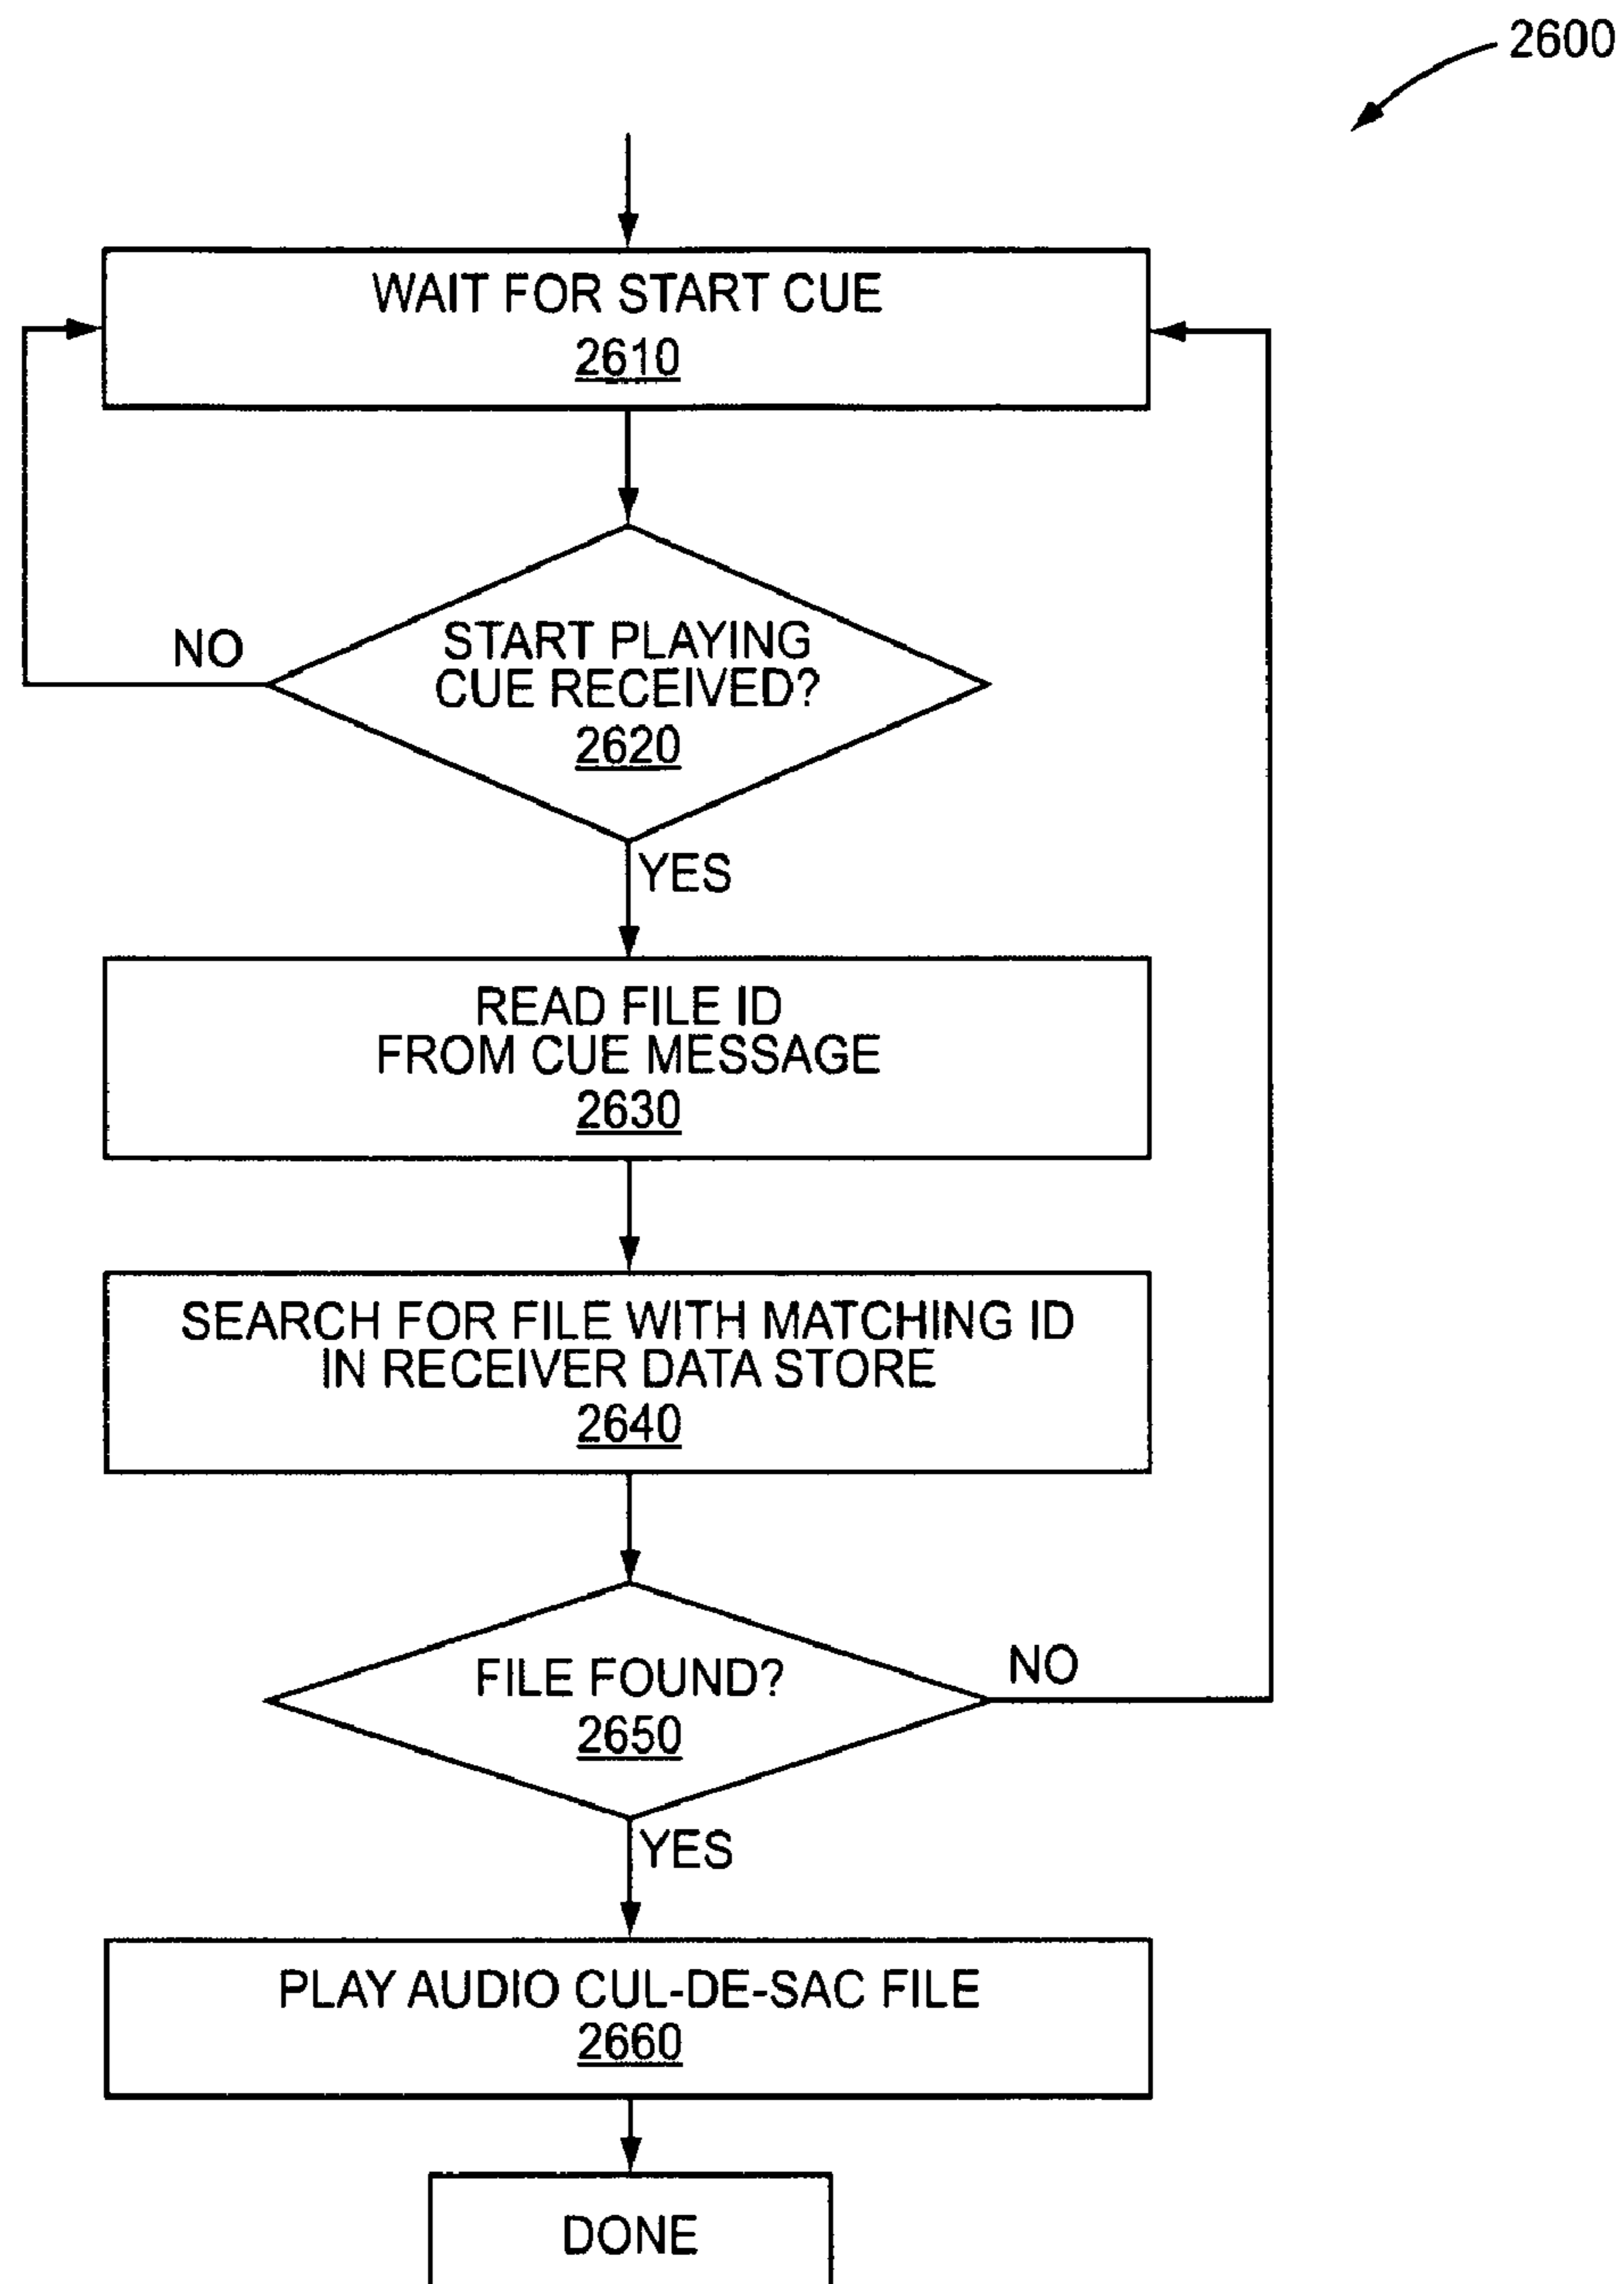 2600
WAIT FOR START CUE
2610
START PLAYING
CUE RECEIVED?
2620
NO
YES
READ FILE ID
FROM CUE MESSAGE
2630
SEARCH FOR FILE WITH MATCHING ID
IN RECEIVER DATA STORE
2640
FILE FOUND?
2650
NO
YES
PLAY AUDIO CUL-DE-SAC FILE
2660
DONE